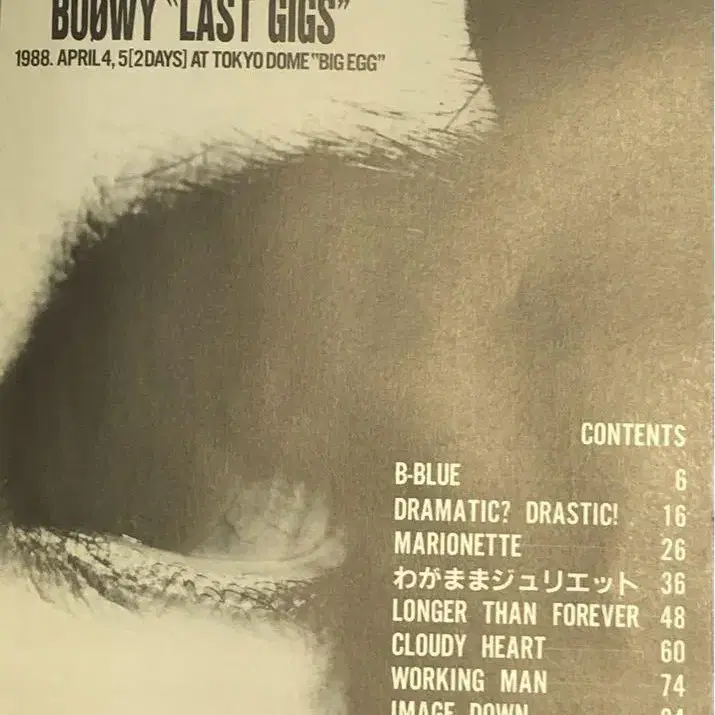 BOØWY "LAST GIGS"
1988. APRIL 4, 5[2DAYS] AT TOKYO DOME "BIG EGG"
CONTENTS
B-BLUE 6
DRAMATIC? DRASTIC! 16
MARIONETTE 26
わがままジュリエット 36
LONGER THAN FOREVER 48
CLOUDY HEART 60
WORKING MAN 74
IMAGE DOWN